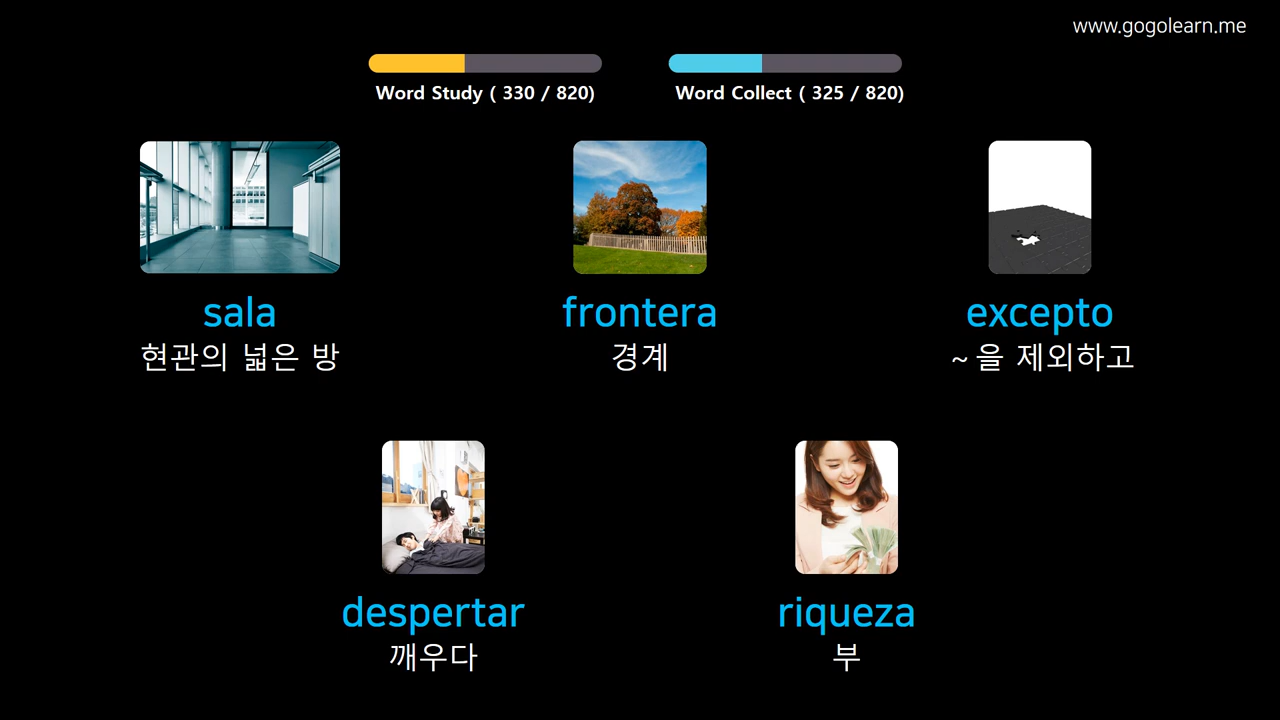 www.gogolearn.me
Word Study ( 330 / 820)
Word Collect ( 325 / 820)
sala
현관의 넓은 방
frontera
경계
excepto
~ 을 제외하고
despertar
깨우다
riqueza
부